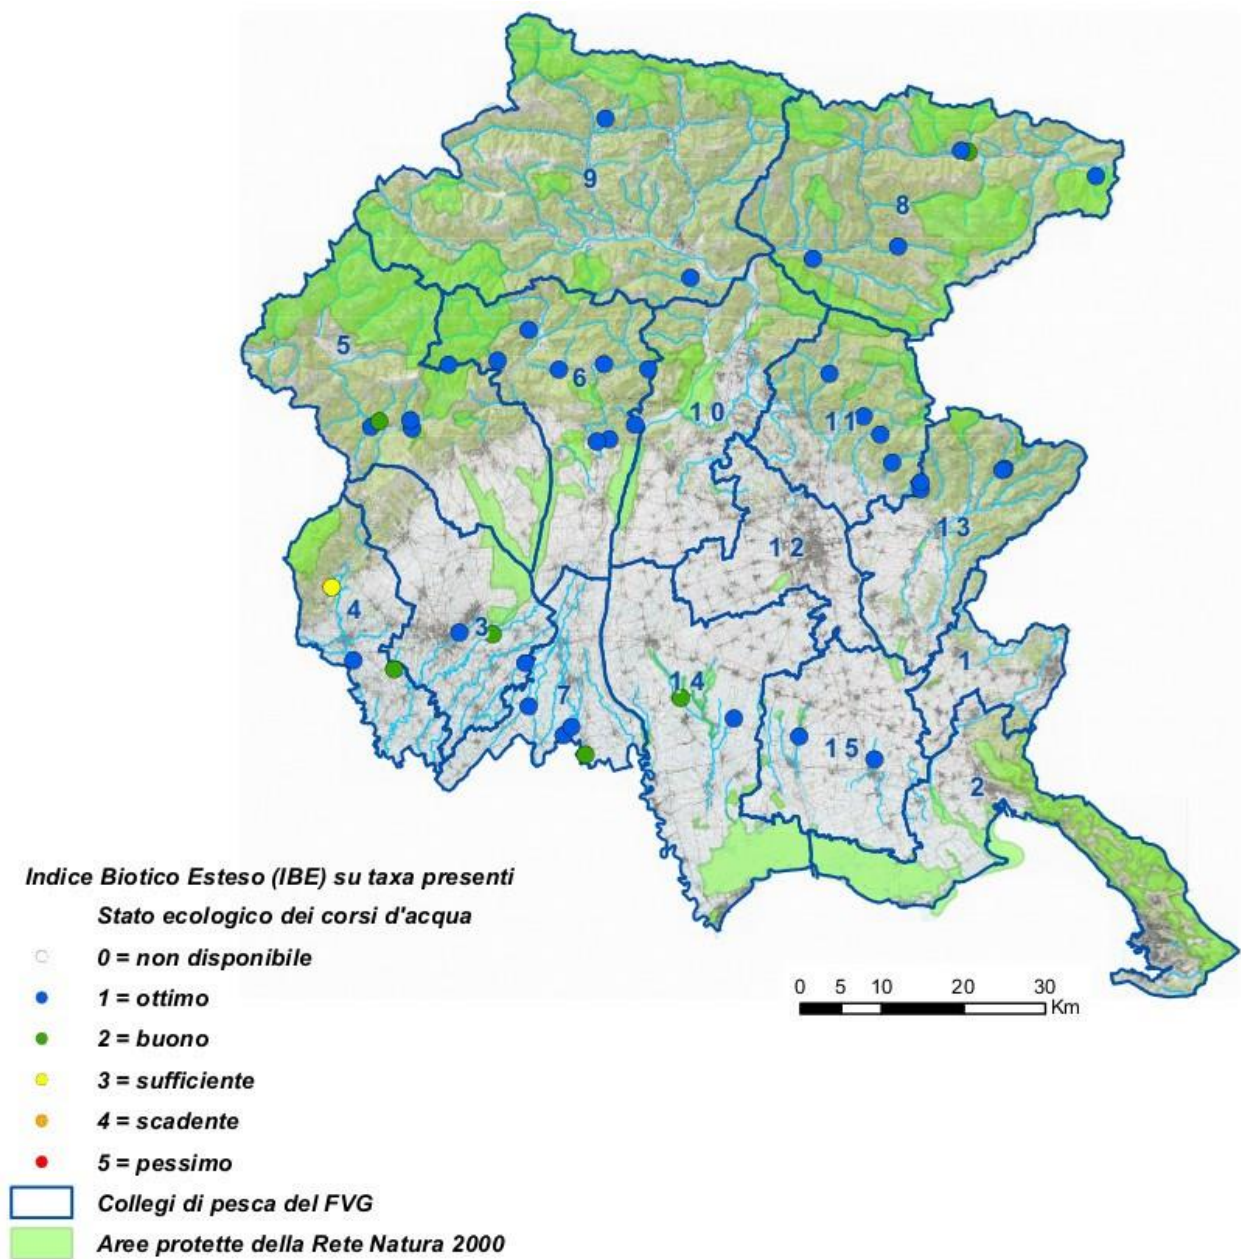 9
8
5
6
10
11
13
12
4
3
1
7
14
15
2
Indice Biotico Esteso (IBE) su taxa presenti
Stato ecologico dei corsi d'acqua
0 = non disponibile
1 = ottimo
2 = buono
3 = sufficiente
4 = scadente
5 = pessimo
Collegi di pesca del FVG
Aree protette della Rete Natura 2000
0 5 10 20 30
Km